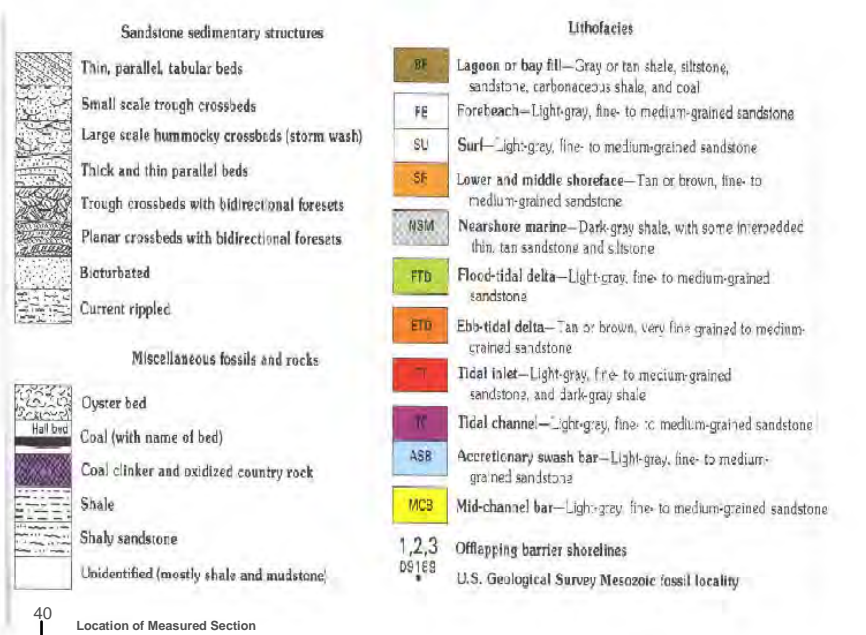 Sandstone sedimentary structures
Thin, parallel, tabular beds
Small scale trough crossbeds
Large scale hummocky crossbeds (storm wash)
Thick and thin parallel beds
Trough crossbeds with bidirectional foresets
Planar crossbeds with bidirectional foresets
Bioturbated
Current rippled
Miscellaneous fossils and rocks
Oyster bed
Hall bed
Coal (with name of bed)
Coal clinker and oxidized country rock
Shale
Shaly sandstone
Unidentified (mostly shale and mudstone)
Lithofacies
BF
Lagoon or bay fill—Gray or tan shale, siltstone,
sandstone, carbonaceous shale, and coal
FE
Forebeach—Light-gray, fine- to medium-grained sandstone
SU
Surf—Light-gray, fine- to medium-grained sandstone
SF
Lower and middle shoreface—Tan or brown, fine- to
medium-grained sandstone
NSM
Nearshore marine—Dark-gray shale, with some interbedded
thin, tan sandstone and siltstone
FTD
Flood-tidal delta—Light-gray, fine- to medium-grained
sandstone
ETD
Ebb-tidal delta—Tan or brown, very fine grained to medium-
grained sandstone
TI
Tidal inlet—Light-gray, fine- to medium-grained
sandstone, and dark-gray shale
Tidal channel—Light-gray, fine- to medium-grained sandstone
ASB
Accretionary swash bar—Light-gray, fine- to medium-
grained sandstone
MCB
Mid-channel bar—Light-gray, fine- to medium-grained sandstone
1,2,3
Offlapping barrier shorelines
D9169
U.S. Geological Survey Mesozoic fossil locality
40
Location of Measured Section